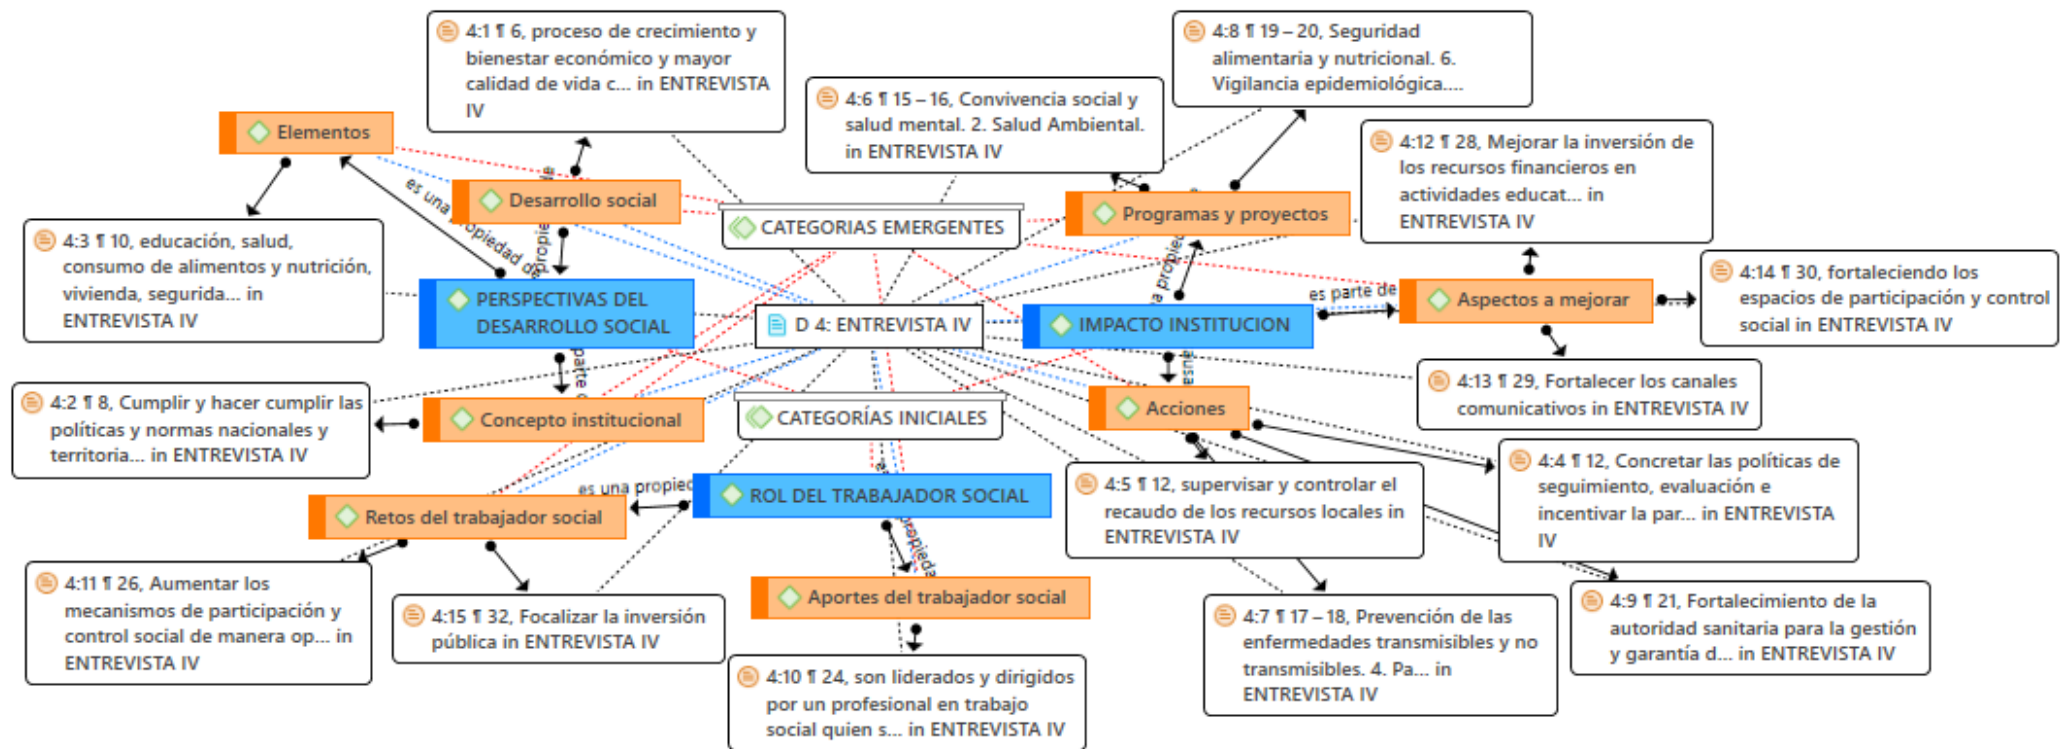 4:1 ¶ 6, proceso de crecimiento y
bienestar económico y mayor
calidad de vida c... in ENTREVISTA
IV
4:8 ¶ 19 – 20, Seguridad
alimentaria y nutricional. 6.
Vigilancia epidemiológica....
4:6 ¶ 15 – 16, Convivencia social y
salud mental. 2. Salud Ambiental.
in ENTREVISTA IV
Elementos
4:12 ¶ 28, Mejorar la inversión de
los recursos financieros en
actividades educat... in
ENTREVISTA IV
Desarrollo social
Programas y proyectos
CATEGORIAS EMERGENTES
es una propiedad de
4:3 ¶ 10, educación, salud,
consumo de alimentos y nutrición,
vivienda, segurida... in
ENTREVISTA IV
4:14 ¶ 30, fortaleciendo los
espacios de participación y control
social in ENTREVISTA IV
PERSPECTIVAS DEL
DESARROLLO SOCIAL
D 4: ENTREVISTA IV
IMPACTO INSTITUCION
es parte de
Aspectos a mejorar
4:13 ¶ 29, Fortalecer los canales
comunicativos in ENTREVISTA IV
4:2 ¶ 8, Cumplir y hacer cumplir las
políticas y normas nacionales y
territoria... in ENTREVISTA IV
parte
Concepto institucional
CATEGORÍAS INICIALES
Acciones
4:4 ¶ 12, Concretar las políticas de
seguimiento, evaluación e
incentivar la par... in ENTREVISTA
IV
4:5 ¶ 12, supervisar y controlar el
recaudo de los recursos locales in
ENTREVISTA IV
es una propied
ROL DEL TRABAJADOR SOCIAL
Retos del trabajador social
4:11 ¶ 26, Aumentar los
mecanismos de participación y
control social de manera op... in
ENTREVISTA IV
4:15 ¶ 32, Focalizar la inversión
pública in ENTREVISTA IV
Aportes del trabajador social
4:10 ¶ 24, son liderados y dirigidos
por un profesional en trabajo
social quien s... in ENTREVISTA IV
4:7 ¶ 17 – 18, Prevención de las
enfermedades transmisibles y no
transmisibles. 4. Pa... in
ENTREVISTA IV
4:9 ¶ 21, Fortalecimiento de la
autoridad sanitaria para la gestión
y garantía d... in ENTREVISTA IV